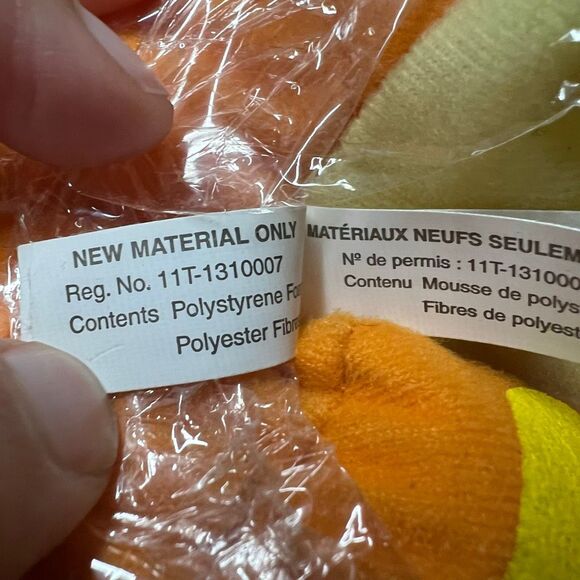 NEW MATERIAL ONLY
Reg. No. 11T-1310007
Contents Polystyrene
Polyester
MATÉRIAUX NEUFS
Nº de permis :
Contenu Mousse de
Fibres de